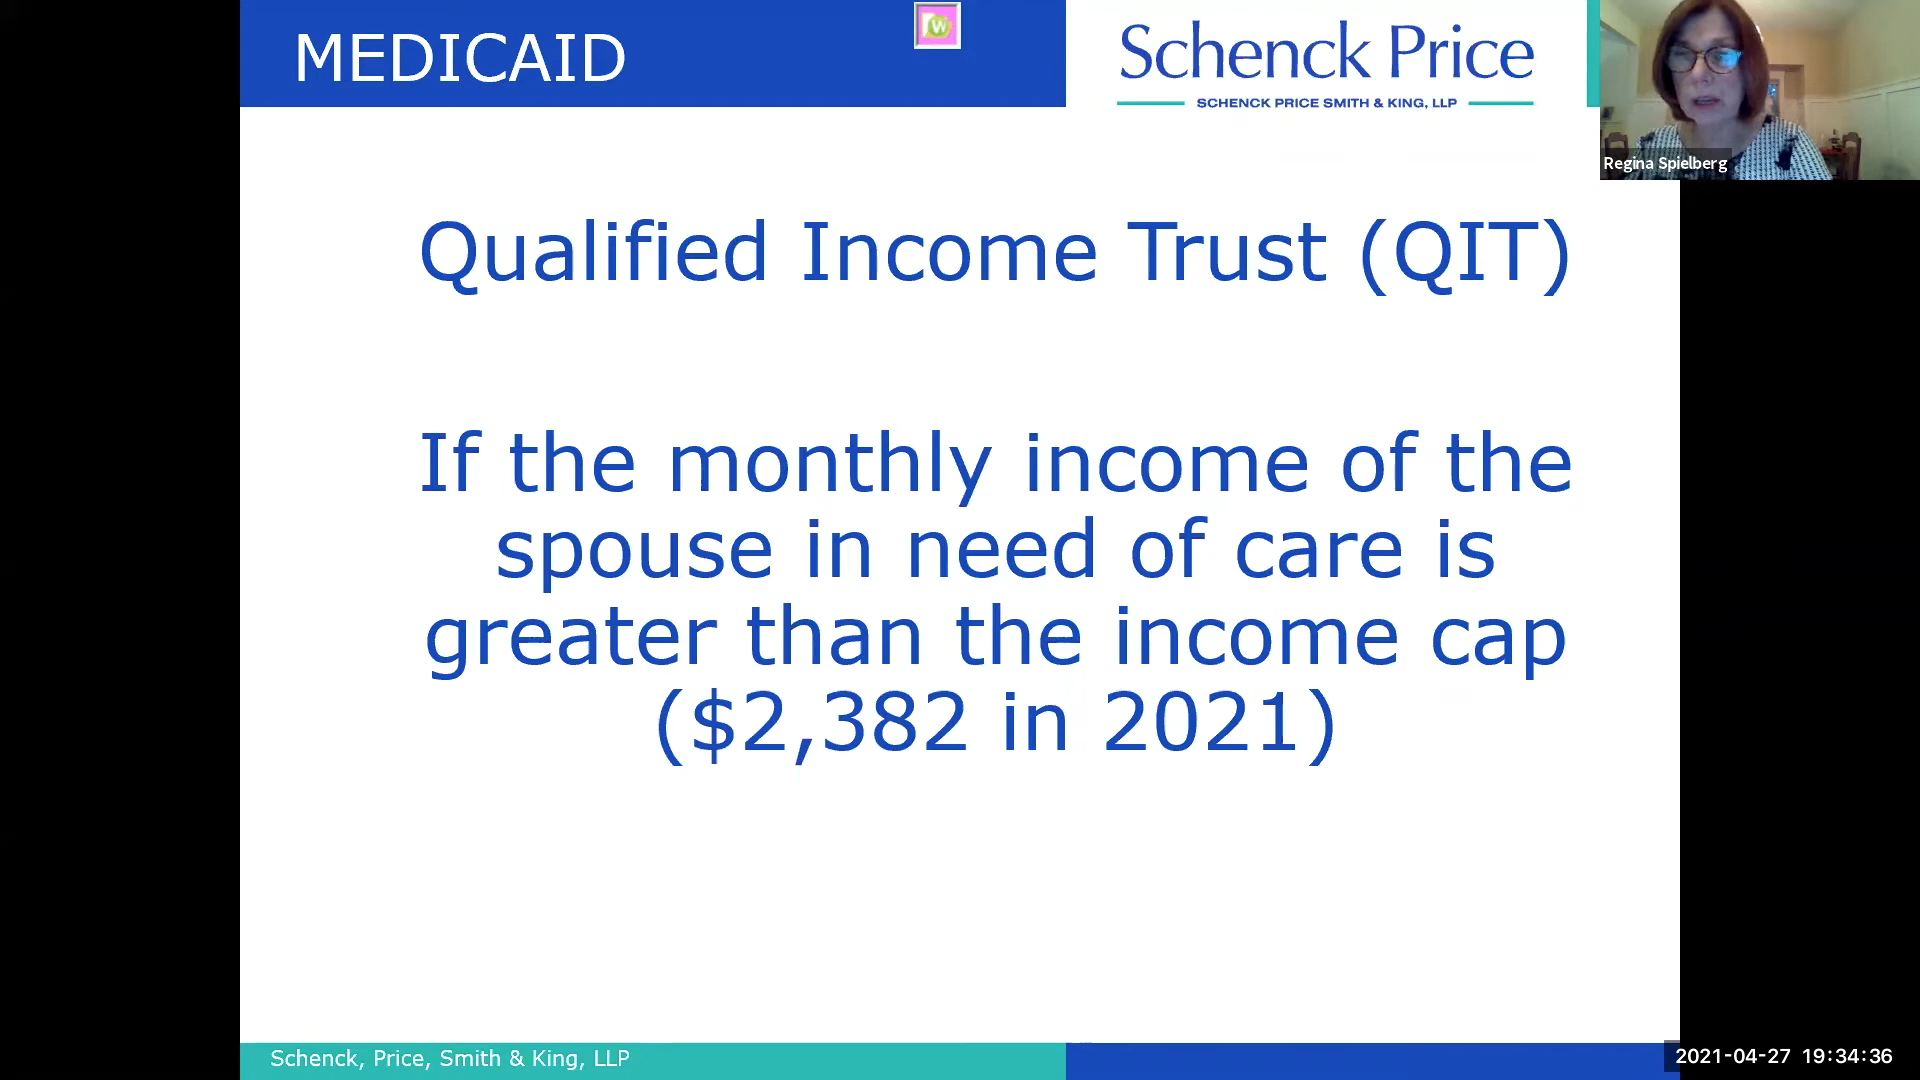 MEDICAID
W
Schenck Price
SCHENCK PRICE SMITH & KING, LLP
Regina Spielberg
Qualified Income Trust (QIT)
If the monthly income of the
spouse in need of care is
greater than the income cap
($2,382 in 2021)
Schenck, Price, Smith & King, LLP
2021-04-27 19:34:36